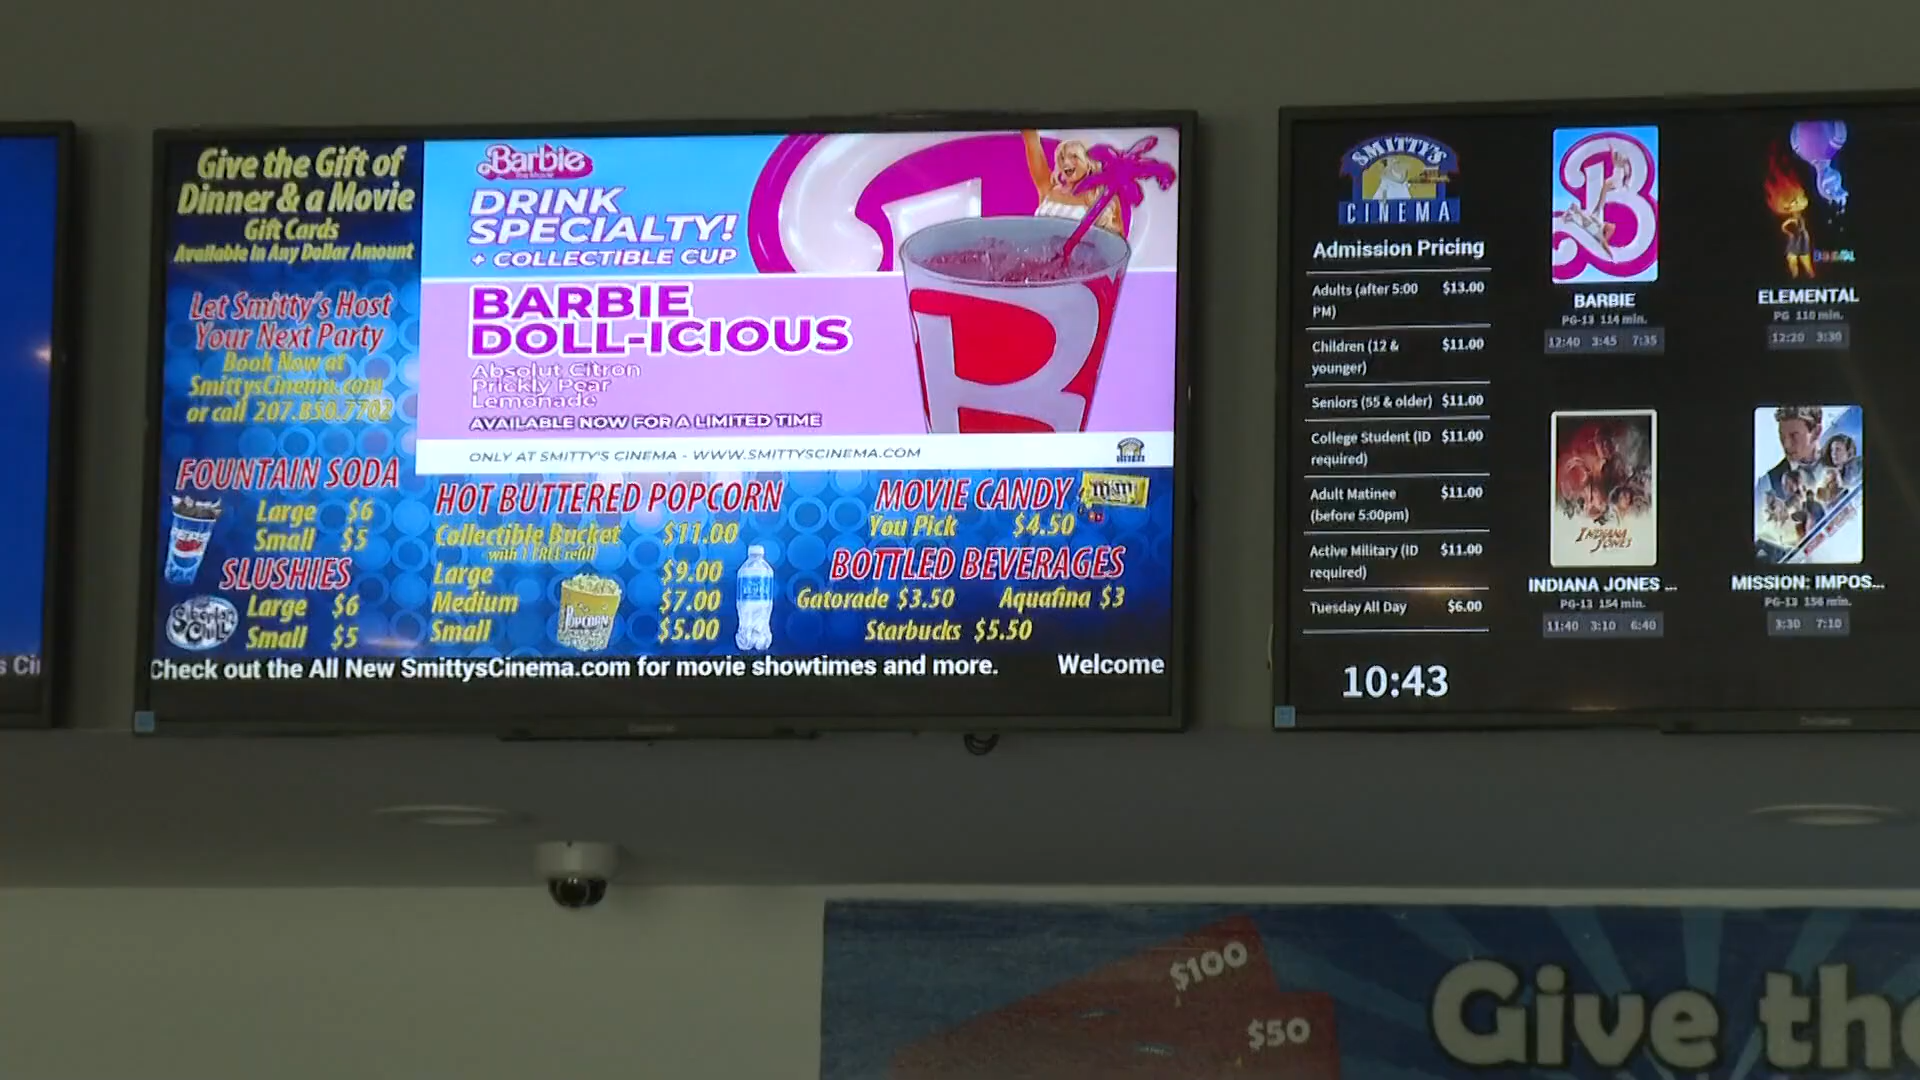 s Ci
Give the Gift of
Dinner & a Movie
Gift Cards
Available in Any Dollar Amount
Let Smitty's Host
Your Next Party
Book Now at
SmittysCinema.com
or call 207.850.7702
Barbie
DRINK
SPECIALTY!
+ COLLECTIBLE CUP
BARBIE
DOLL-ICIOUS
Absolut Citron
Prickly Pear
Lemonade
AVAILABLE NOW FOR A LIMITED TIME
ONLY AT SMITTY'S CINEMA - WWW.SMITTYSCINEMA.COM
B
FOUNTAIN SODA
Large $6
Small $5
PEPSI
SLUSHIES
Large $6
Small $5
HOT BUTTERED POPCORN
Collectible Bucket $11.00
with 1 FREE refill
Large $9.00
Medium $7.00
Small $5.00
POPCORN
MOVIE CANDY
m&m's
You Pick $4.50
BOTTLED BEVERAGES
Gatorade $3.50 Aquafina $3
Starbucks $5.50
Check out the All New SmittysCinema.com for movie showtimes and more. Welcome
SMITTY'S
CINEMA
Admission Pricing
Adults (after 5:00 $13.00
PM)
Children (12 & $11.00
younger)
Seniors (55 & older) $11.00
College Student (ID $11.00
required)
Adult Matinee $11.00
(before 5:00pm)
Active Military (ID $11.00
required)
Tuesday All Day $6.00
10:43
B
BARBIE
PG-13 114 min.
12:40 3:45 7:35
ELEMENTAL
PG 110 min.
12:20 3:30
INDIANA
JONES
INDIANA JONES ...
PG-13 154 min.
11:40 3:10 6:40
MISSION: IMPOS...
PG-13 156 min.
3:30 7:10
$100
$50
Give the